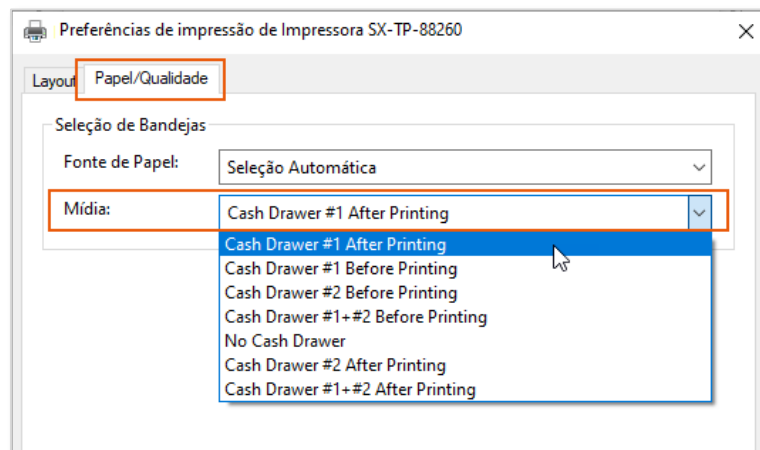 Preferências de impressão de Impressora SX-TP-88260
Layout Papel/Qualidade
Seleção de Bandejas
Fonte de Papel: Seleção Automática
Mídia: Cash Drawer #1 After Printing
Cash Drawer #1 After Printing
Cash Drawer #1 Before Printing
Cash Drawer #2 Before Printing
Cash Drawer #1+#2 Before Printing
No Cash Drawer
Cash Drawer #2 After Printing
Cash Drawer #1+#2 After Printing